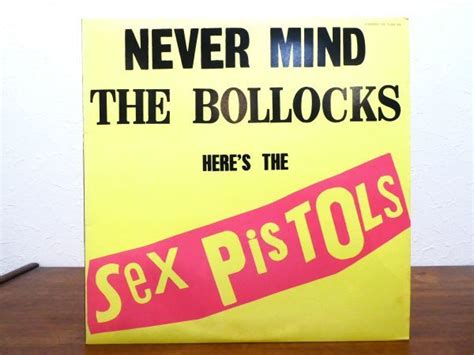 NEVER MIND
THE BOLLOCKS
HERE'S THE
Sex PiSTOLs